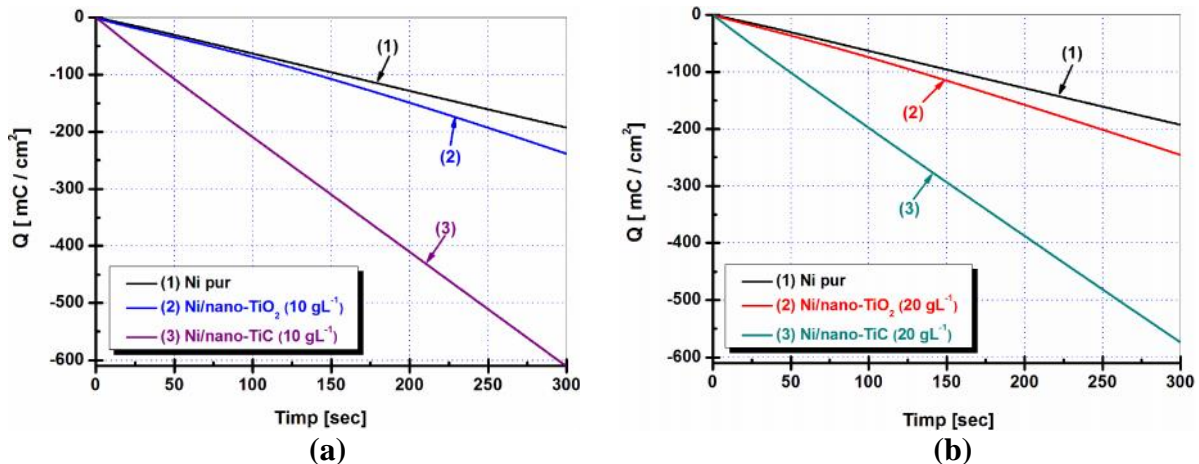 0
-100
-200
-300
-400
-500
-600
Q [ mC / cm²]
(1)
(2)
(3)
(1) Ni pur
(2) Ni/nano-TiO₂ (10 gL⁻¹)
(3) Ni/nano-TiC (10 gL⁻¹)
0 50 100 150 200 250 300
Timp [sec]
(a)
0
-100
-200
-300
-400
-500
-600
Q [ mC / cm²]
(1)
(2)
(3)
(1) Ni pur
(2) Ni/nano-TiO₂ (20 gL⁻¹)
(3) Ni/nano-TiC (20 gL⁻¹)
0 50 100 150 200 250 300
Timp [sec]
(b)